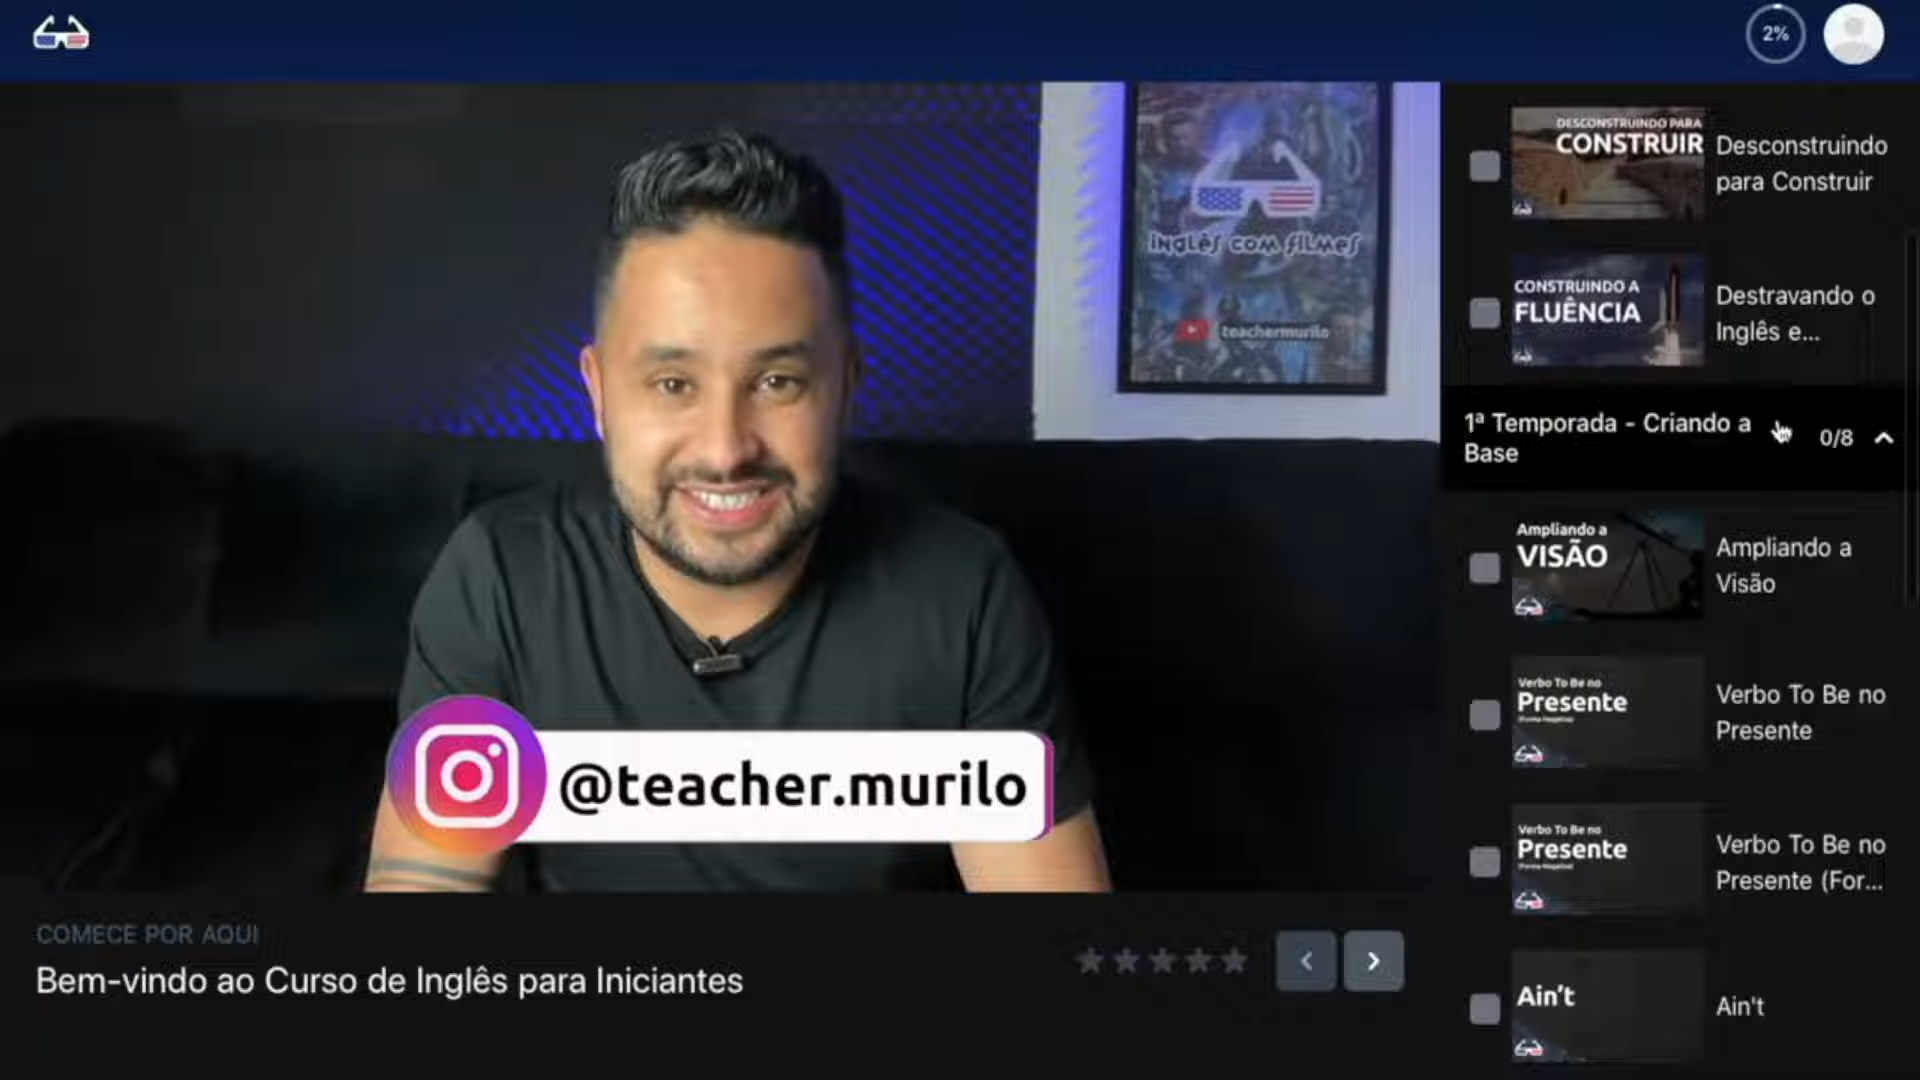 2%
inglês com filmes
teachermurilo
@teacher.murilo
COMECE POR AQUI
Bem-vindo ao Curso de Inglês para Iniciantes
DESCONSTRUINDO PARA
CONSTRUIR
Desconstruindo
para Construir
CONSTRUINDO A
FLUÊNCIA
Destravando o
Inglês e...
1ª Temporada - Criando a
Base
0/8
Ampliando a
VISÃO
Ampliando a
Visão
Verbo To Be no
Presente
Verbo To Be no
Presente
Verbo To Be no
Presente
Verbo To Be no
Presente (For...
Ain't
Ain't